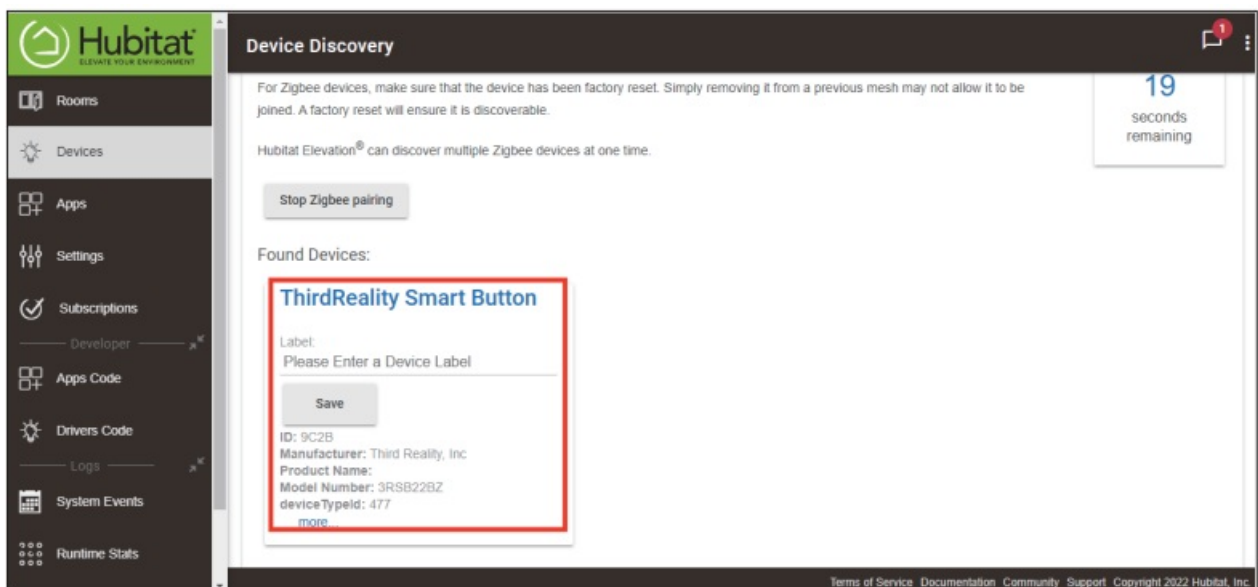 Hubitat
ELEVATE YOUR ENVIRONMENT
Rooms
Devices
Apps
Settings
Subscriptions
Developer
Apps Code
Drivers Code
Logs
System Events
Runtime Stats
Device Discovery
1
For Zigbee devices, make sure that the device has been factory reset. Simply removing it from a previous mesh may not allow it to be
joined. A factory reset will ensure it is discoverable.
Hubitat Elevation® can discover multiple Zigbee devices at one time.
19
seconds
remaining
Stop Zigbee pairing
Found Devices:
ThirdReality Smart Button
Label:
Please Enter a Device Label
Save
ID: 9C2B
Manufacturer: Third Reality, Inc
Product Name:
Model Number: 3RSB22BZ
deviceTypeId: 477
more...
Terms of Service Documentation Community Support Copyright 2022 Hubitat, Inc.